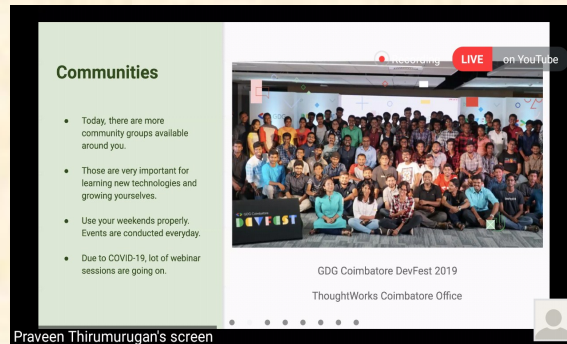 Recording
LIVE on YouTube
Communities
● Today, there are more
community groups available
around you.
● Those are very important for
learning new technologies and
growing yourselves.
● Use your weekends properly.
Events are conducted everyday.
● Due to COVID-19, lot of webinar
sessions are going on.
DEVFEST
GDG Coimbatore DevFest 2019
ThoughtWorks Coimbatore Office
Praveen Thirumurugan's screen